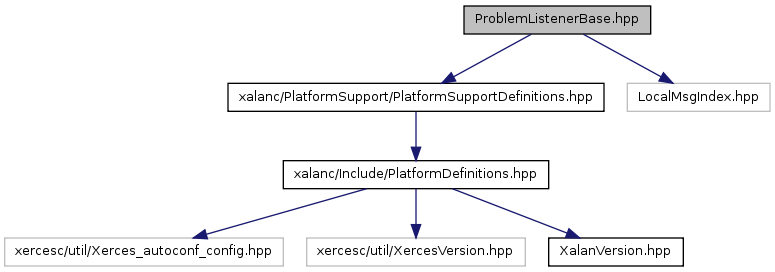 ProblemListenerBase.hpp
xalanc/PlatformSupport/PlatformSupportDefinitions.hpp
LocalMsgIndex.hpp
xalanc/Include/PlatformDefinitions.hpp
xercesc/util/Xerces_autoconf_config.hpp
xercesc/util/XercesVersion.hpp
XalanVersion.hpp